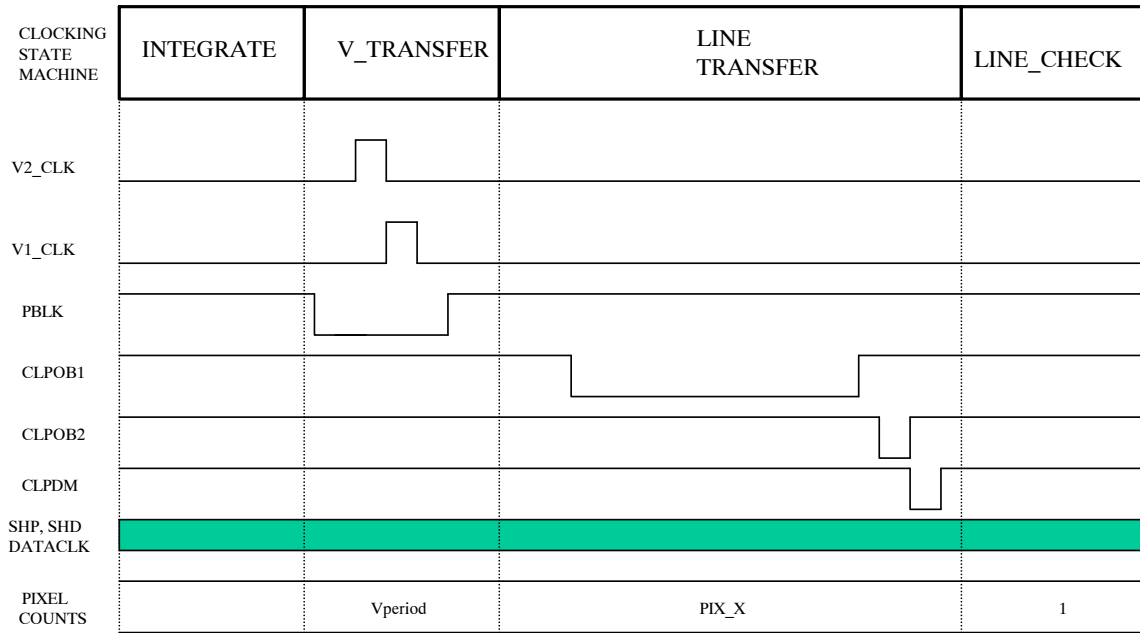 CLOCKING
STATE
MACHINE
INTEGRATE
V_TRANSFER
LINE
TRANSFER
LINE_CHECK
V2_CLK
V1_CLK
PBLK
CLPOB1
CLPOB2
CLPDM
SHP, SHD
DATACLK
PIXEL
COUNTS
Vperiod
PIX_X
1